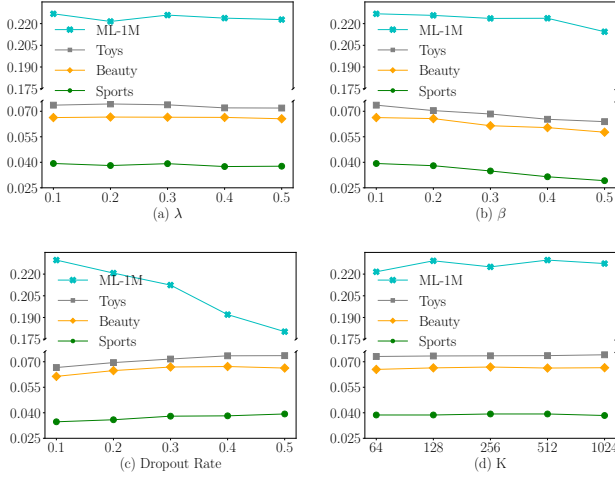 0.220
0.205
0.190
0.175
0.070
0.055
0.040
0.025
ML-1M
Toys
Beauty
Sports
0.1 0.2 0.3 0.4 0.5
(a) λ
0.220
0.205
0.190
0.175
0.070
0.055
0.040
0.025
ML-1M
Toys
Beauty
Sports
0.1 0.2 0.3 0.4 0.5
(b) β
0.220
0.205
0.190
0.175
0.070
0.055
0.040
0.025
ML-1M
Toys
Beauty
Sports
0.1 0.2 0.3 0.4 0.5
(c) Dropout Rate
0.220
0.205
0.190
0.175
0.070
0.055
0.040
0.025
ML-1M
Toys
Beauty
Sports
64 128 256 512 1024
(d) K